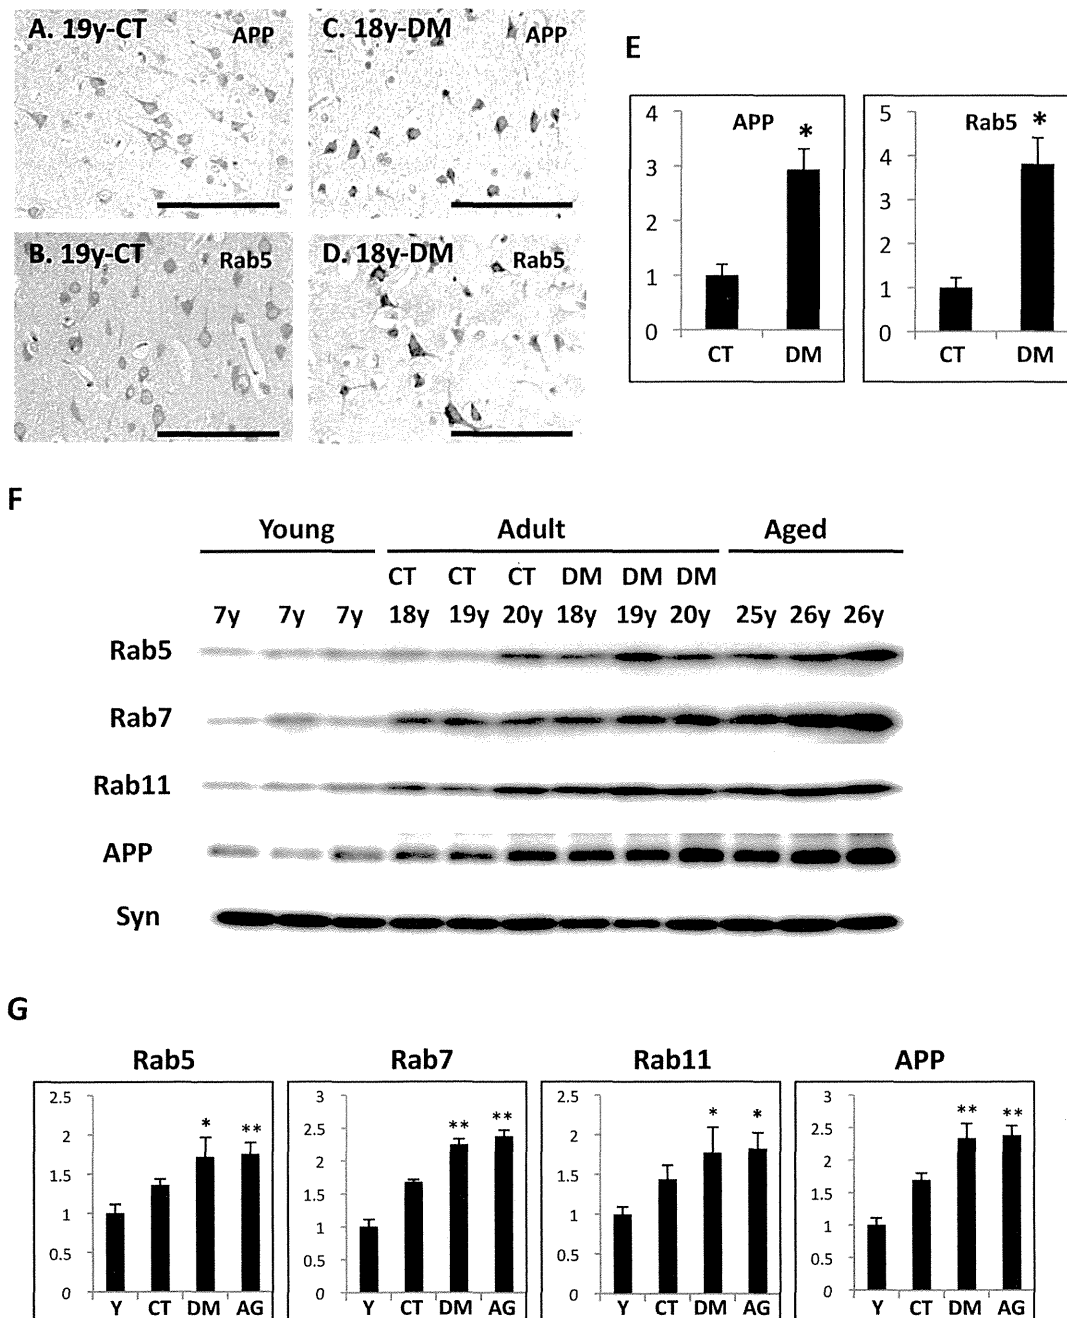 A. 19y-CT APP
C. 18y-DM APP
B. 19y-CT Rab5
D. 18y-DM Rab5
E
APP
*
4
3
2
1
0
CT DM
Rab5
*
5
4
3
2
1
0
CT DM
F
Young Adult Aged
CT CT CT DM DM DM
7y 7y 7y 18y 19y 20y 18y 19y 20y 25y 26y 26y
Rab5
Rab7
Rab11
APP
Syn
G
Rab5
2.5
2
1.5
1
0.5
0
* **
Y CT DM AG
Rab7
3
2.5
2
1.5
1
0.5
0
** **
Y CT DM AG
Rab11
2.5
2
1.5
1
0.5
0
* *
Y CT DM AG
APP
3
2.5
2
1.5
1
0.5
0
** **
Y CT DM AG